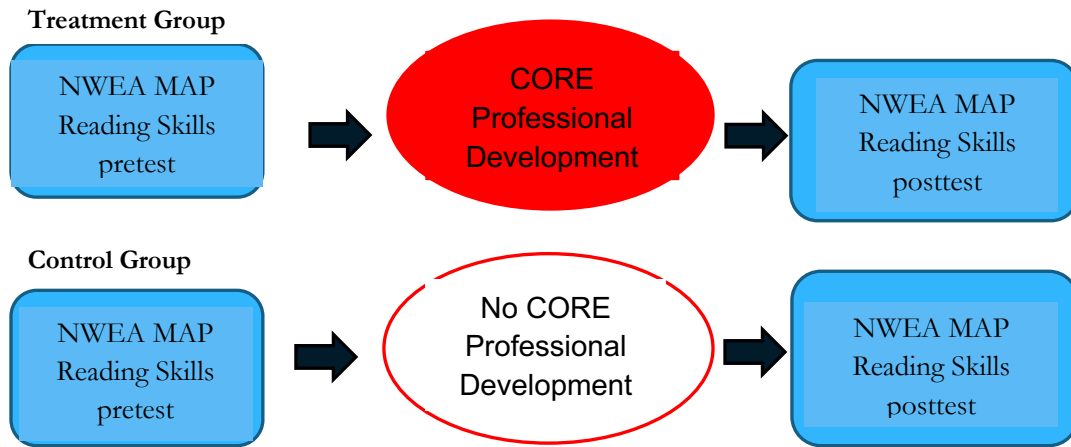 Treatment Group
NWEA MAP
Reading Skills
pretest
CORE
Professional
Development
NWEA MAP
Reading Skills
posttest
Control Group
NWEA MAP
Reading Skills
pretest
No CORE
Professional
Development
NWEA MAP
Reading Skills
posttest